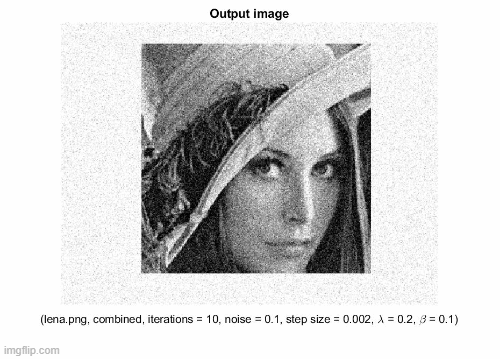 Output image
(lena.png, combined, iterations = 10, noise = 0.1, step size = 0.002, λ = 0.2, β = 0.1)
imgflip.com